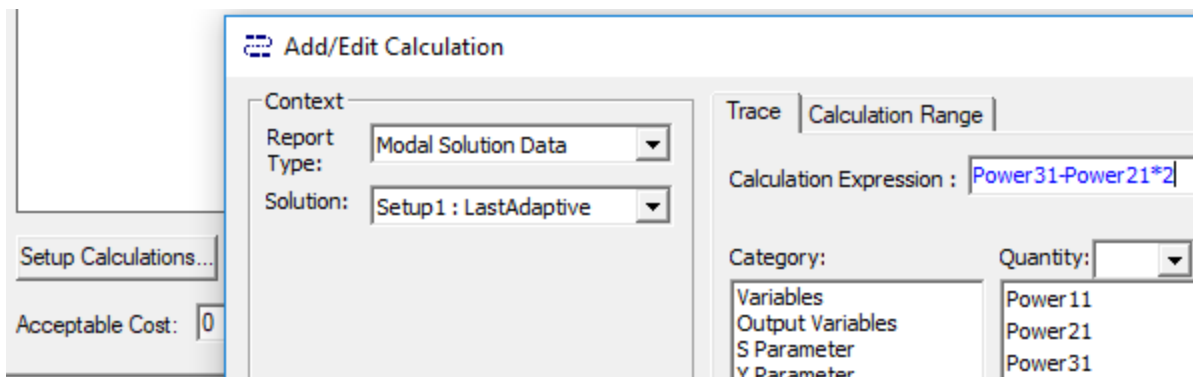 Add/Edit Calculation
Context
Report Type:
Modal Solution Data
Solution:
Setup1 : LastAdaptive
Trace
Calculation Range
Calculation Expression :
Power31-Power21*2
Setup Calculations...
Acceptable Cost:
0
Category:
Variables
Output Variables
S Parameter
Y Parameter
Quantity:
Power11
Power21
Power31